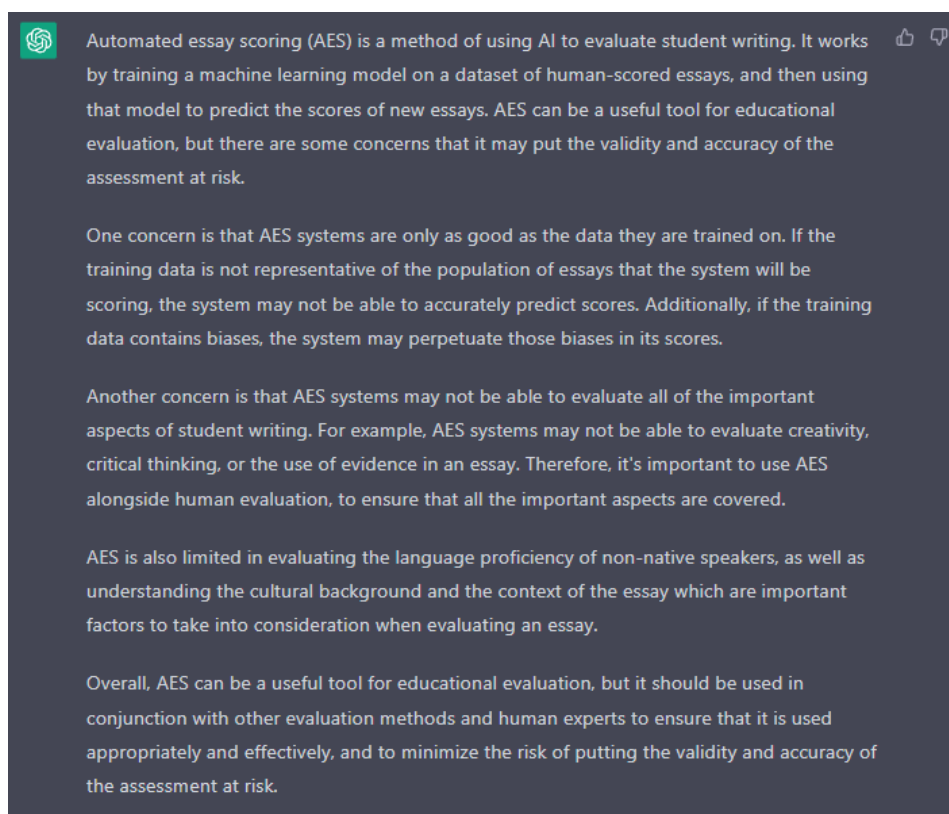 Automated essay scoring (AES) is a method of using AI to evaluate student writing. It works
by training a machine learning model on a dataset of human-scored essays, and then using
that model to predict the scores of new essays. AES can be a useful tool for educational
evaluation, but there are some concerns that it may put the validity and accuracy of the
assessment at risk.
One concern is that AES systems are only as good as the data they are trained on. If the
training data is not representative of the population of essays that the system will be
scoring, the system may not be able to accurately predict scores. Additionally, if the training
data contains biases, the system may perpetuate those biases in its scores.
Another concern is that AES systems may not be able to evaluate all of the important
aspects of student writing. For example, AES systems may not be able to evaluate creativity,
critical thinking, or the use of evidence in an essay. Therefore, it's important to use AES
alongside human evaluation, to ensure that all the important aspects are covered.
AES is also limited in evaluating the language proficiency of non-native speakers, as well as
understanding the cultural background and the context of the essay which are important
factors to take into consideration when evaluating an essay.
Overall, AES can be a useful tool for educational evaluation, but it should be used in
conjunction with other evaluation methods and human experts to ensure that it is used
appropriately and effectively, and to minimize the risk of putting the validity and accuracy of
the assessment at risk.